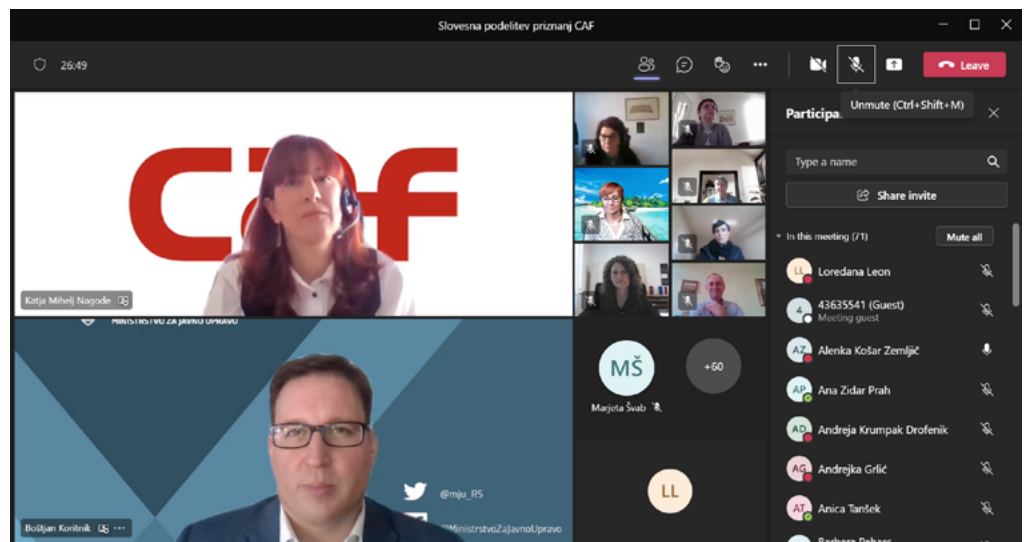 Slovesna podelitev priznanj CAF
26:49
Leave
Unmute (Ctrl+Shift+M)
Participa
Type a name
Share invite
In this meeting (71)
Mute all
LL Loredana Leon
4 43635541 (Guest)
Meeting guest
AZ Alenka Košar Zemljič
AP Ana Zidar Prah
AD Andreja Krumpak Drofenik
AG Andrejka Grlić
AT Anica Tanšek
caf
Katja Mihelj Nagode
MINISTRSTVO ZA JAVNO UPRAVO
@mju_RS
@MinistrstvoZaJavnoUpravo
Boštjan Koritnik
MŠ
Marjeta Švab
+60
LL